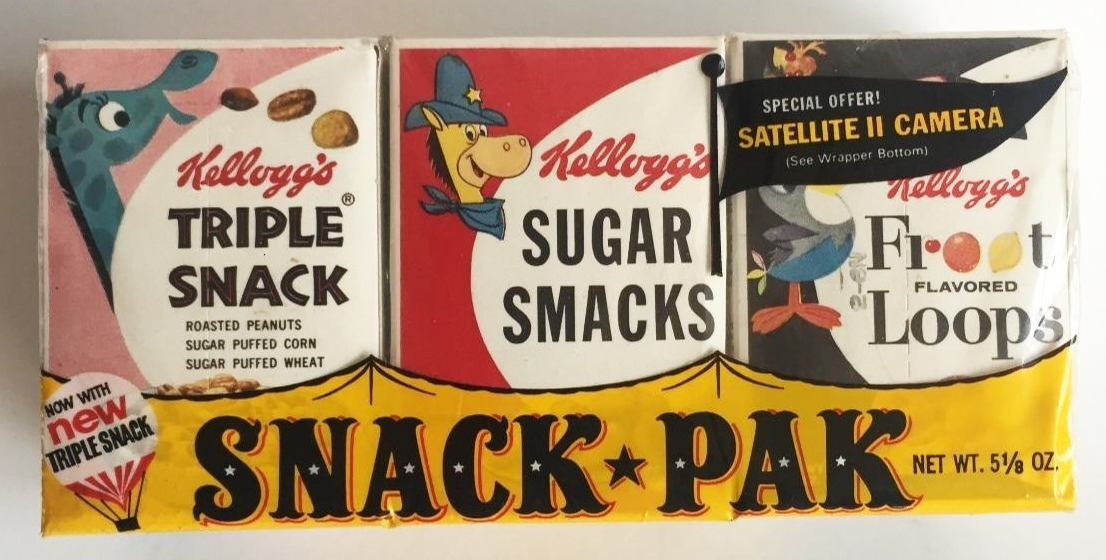 Kellogg's
TRIPLE®
SNACK
ROASTED PEANUTS
SUGAR PUFFED CORN
SUGAR PUFFED WHEAT
Kellogg's
SUGAR
SMACKS
SPECIAL OFFER!
SATELLITE II CAMERA
(See Wrapper Bottom)
Kellogg's
Froot
FLAVORED
Loops
NOW WITH
new
TRIPLE SNACK
SNACK★PAK
NET WT. 5⅛ OZ.